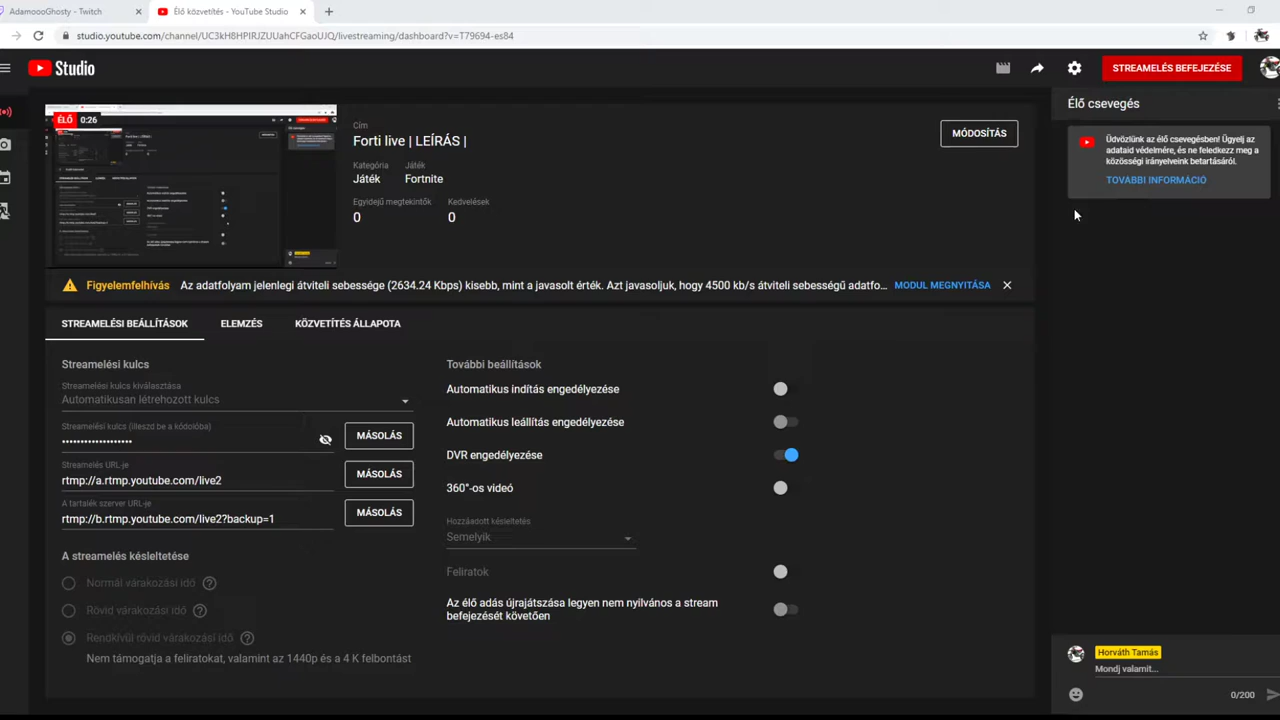 AdamoooGhosty - Twitch
Élő közvetítés - YouTube Studio
studio.youtube.com/channel/UC3kH8HPIRJZUUahCFGaoUJQ/livestreaming/dashboard?v=T79694-es84
Studio
STREAMELÉS BEFEJEZÉSE
ÉLŐ 0:26
Cím
Forti live | LEÍRÁS |
MÓDOSÍTÁS
Kategória Játék
Játék Fortnite
Egyidejű megtekintők Kedvelések
0 0
Figyelemfelhívás Az adatfolyam jelenlegi átviteli sebessége (2634.24 Kbps) kisebb, mint a javasolt érték. Azt javasoljuk, hogy 4500 kb/s átviteli sebességű adatfo... MODUL MEGNYITÁSA
STREAMELÉSI BEÁLLÍTÁSOK ELEMZÉS KÖZVETÍTÉS ÁLLAPOTA
Streamelési kulcs
Streamelési kulcs kiválasztása
Automatikusan létrehozott kulcs
Streamelési kulcs (illeszd be a kódolóba)
•••••••••••••••••••
MÁSOLÁS
Streamelés URL-je
rtmp://a.rtmp.youtube.com/live2
MÁSOLÁS
A tartalék szerver URL-je
rtmp://b.rtmp.youtube.com/live2?backup=1
MÁSOLÁS
A streamelés késleltetése
Normál várakozási idő
Rövid várakozási idő
Rendkívül rövid várakozási idő
Nem támogatja a feliratokat, valamint az 1440p és a 4 K felbontást
További beállítások
Automatikus indítás engedélyezése
Automatikus leállítás engedélyezése
DVR engedélyezése
360°-os videó
Hozzáadott késleltetés
Semelyik
Feliratok
Az élő adás újrajátszása legyen nem nyilvános a stream
befejezését követően
Élő csevegés
Üdvözlünk az élő csevegésben! Ügyelj az
adataid védelmére, és ne feledkezz meg a
közösségi irányelveink betartásáról.
TOVÁBBI INFORMÁCIÓ
Horváth Tamás
Mondj valamit...
0/200